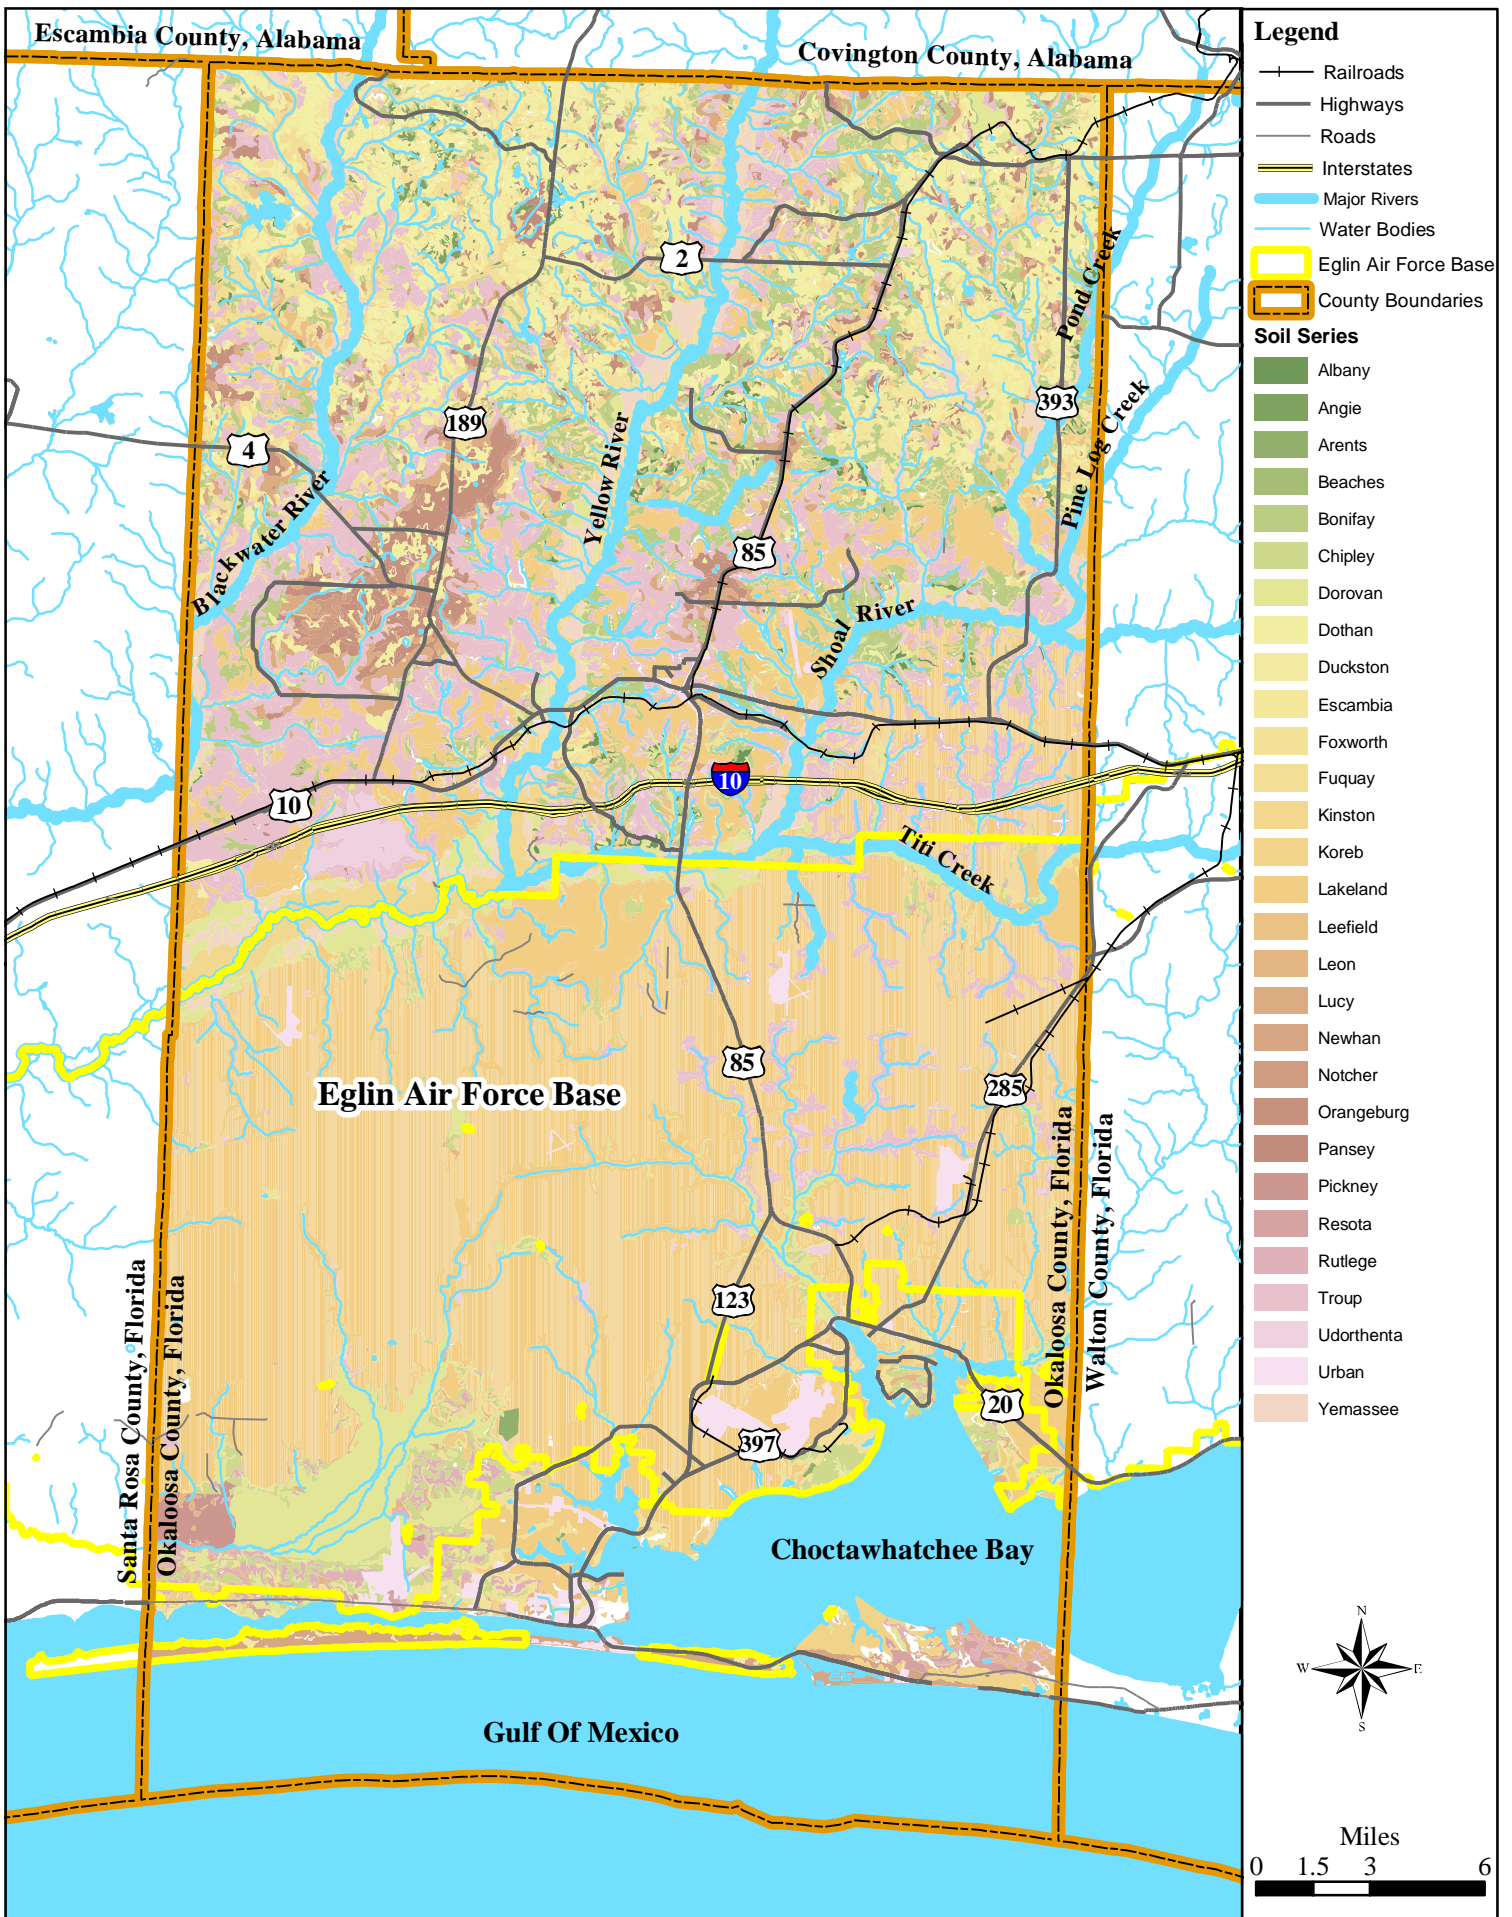 Escambia County, Alabama
Covington County, Alabama
2
Pond Creek
393
189
4
Pine Log Creek
Yellow River
Blackwater River
85
Shoal River
10
10
Titi Creek
85
285
Eglin Air Force Base
Okaloosa County, Florida
Walton County, Florida
Santa Rosa County, Florida
Okaloosa County, Florida
123
20
397
Choctawhatchee Bay
Gulf Of Mexico
Legend
Railroads
Highways
Roads
Interstates
Major Rivers
Water Bodies
Eglin Air Force Base
County Boundaries
Soil Series
Albany
Angie
Arents
Beaches
Bonifay
Chipley
Dorovan
Dothan
Duckston
Escambia
Foxworth
Fuquay
Kinston
Koreb
Lakeland
Leefield
Leon
Lucy
Newhan
Notcher
Orangeburg
Pansey
Pickney
Resota
Rutlege
Troup
Udorthenta
Urban
Yemassee
N
W E
S
Miles
0 1.5 3 6